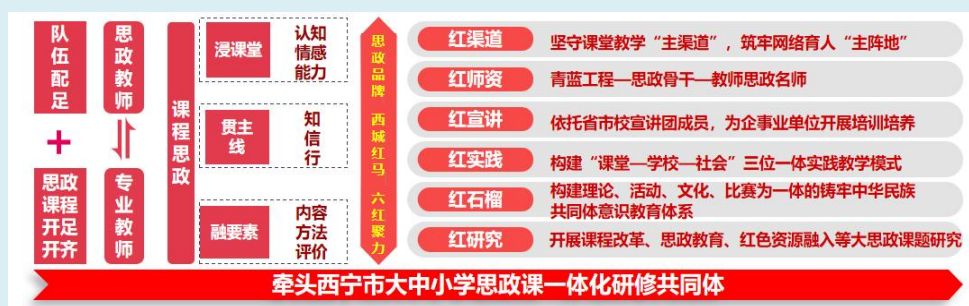 队伍配足
+
思政课程开足开齐
思政教师
专业教师
课程思政
浸课堂
认知
情感
能力
贯主线
知
信
行
融要素
内容
方法
评价
思政品牌 西城红马 六红聚力
红渠道
坚守课堂教学“主渠道”，筑牢网络育人“主阵地”
红师资
青蓝工程—思政骨干—教师思政名师
红宣讲
依托省市校宣讲团成员，为企事业单位开展培训培养
红实践
构建“课堂—学校—社会”三位一体实践教学模式
红石榴
构建理论、活动、文化、比赛为一体的铸牢中华民族
共同体意识教育体系
红研究
开展课程改革、思政教育、红色资源融入等大思政课题研究
牵头西宁市大中小学思政课一体化研修共同体